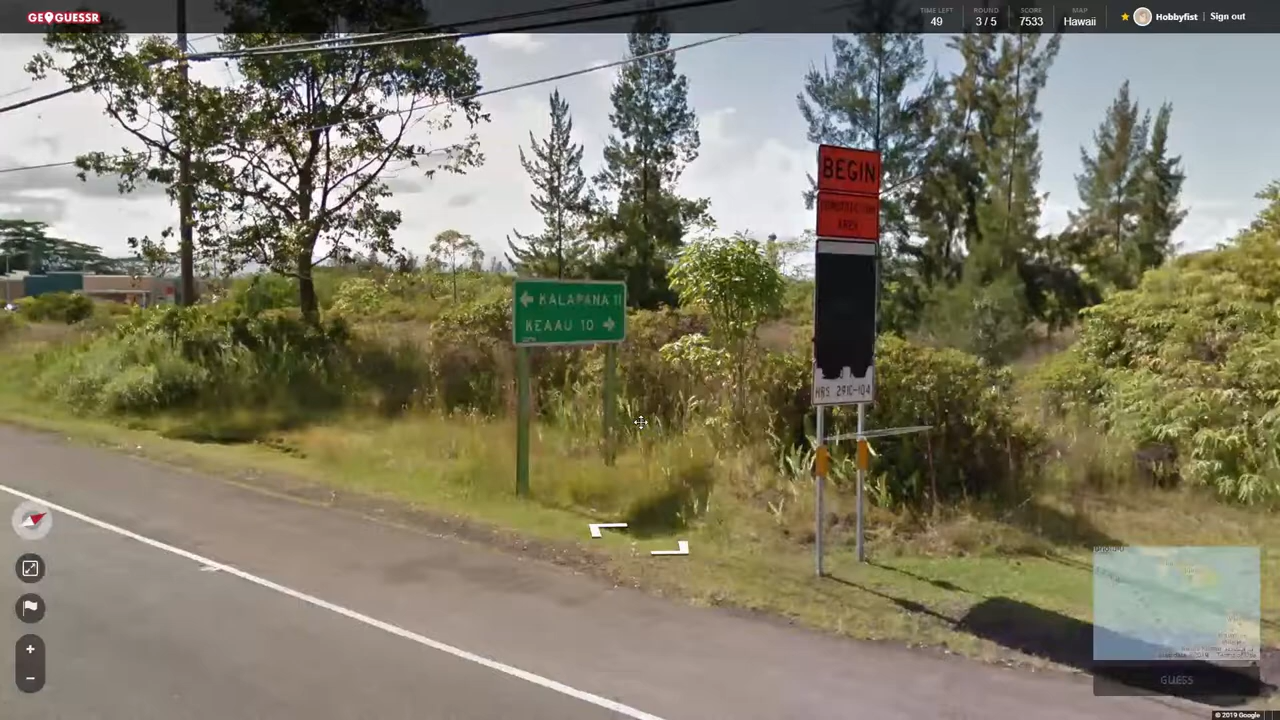 GEOGUESSR
TIME LEFT
49
ROUND
3 / 5
SCORE
7533
MAP
Hawaii
Hobbyfist
Sign out
BEGIN
CONSTRUCTION
AREA
KALAPANA 11
KEAAU 10
HRS 291C-104
GUESS
© 2019 Google